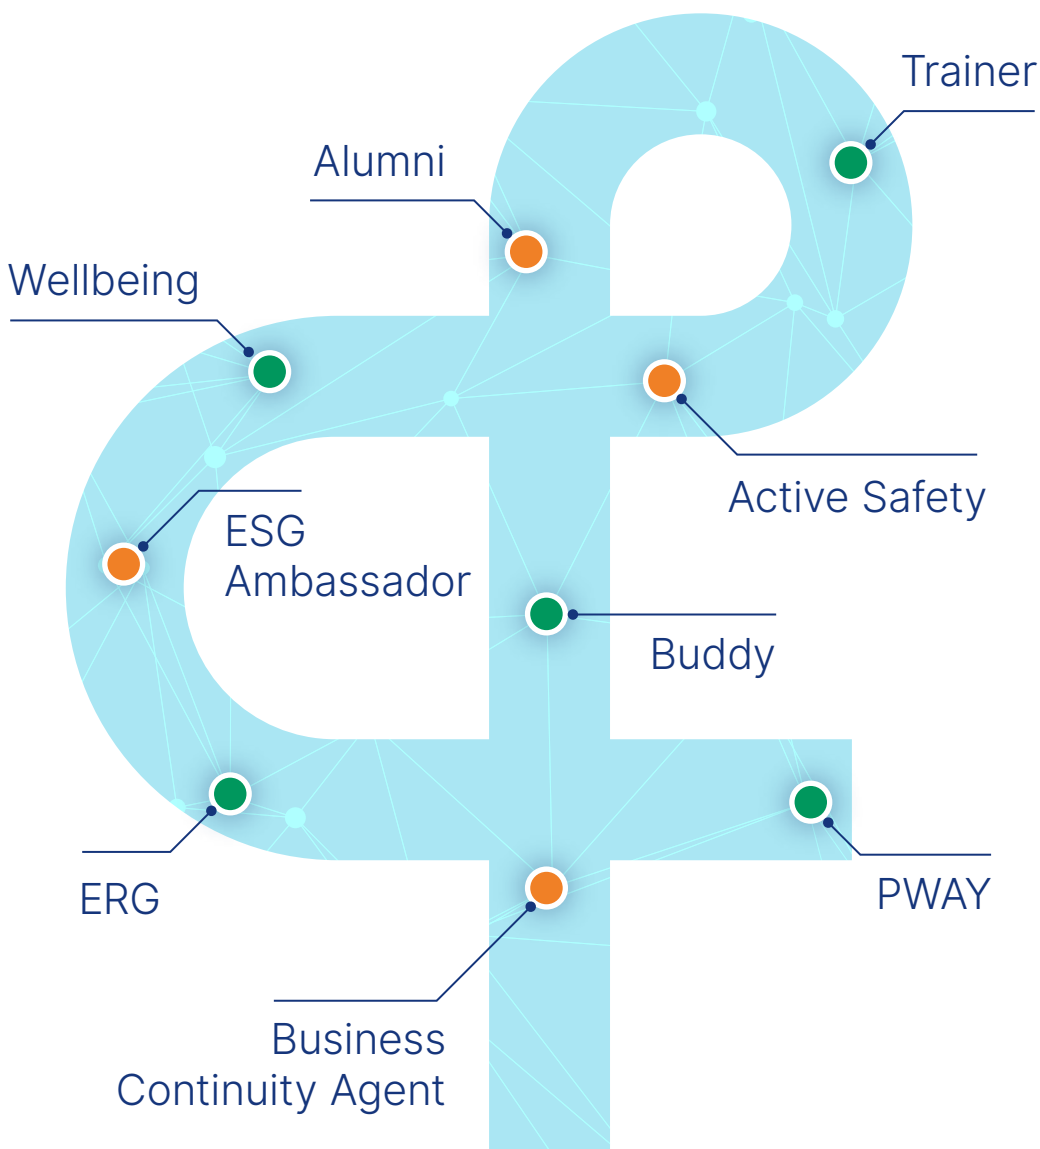 Trainer
Alumni
Wellbeing
Active Safety
ESG
Ambassador
Buddy
ERG
PWAY
Business
Continuity Agent